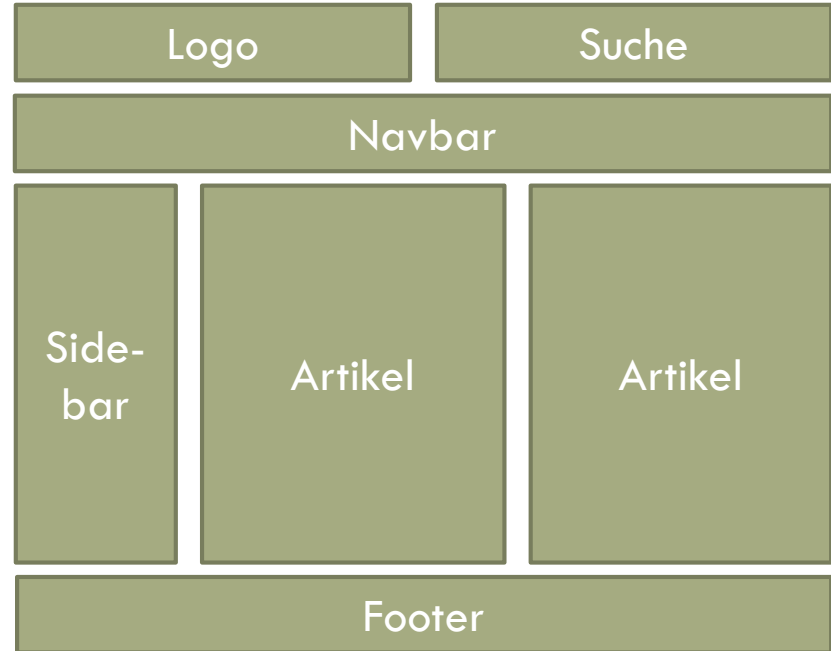 Logo
Suche
Navbar
Side-
bar
Artikel
Artikel
Footer